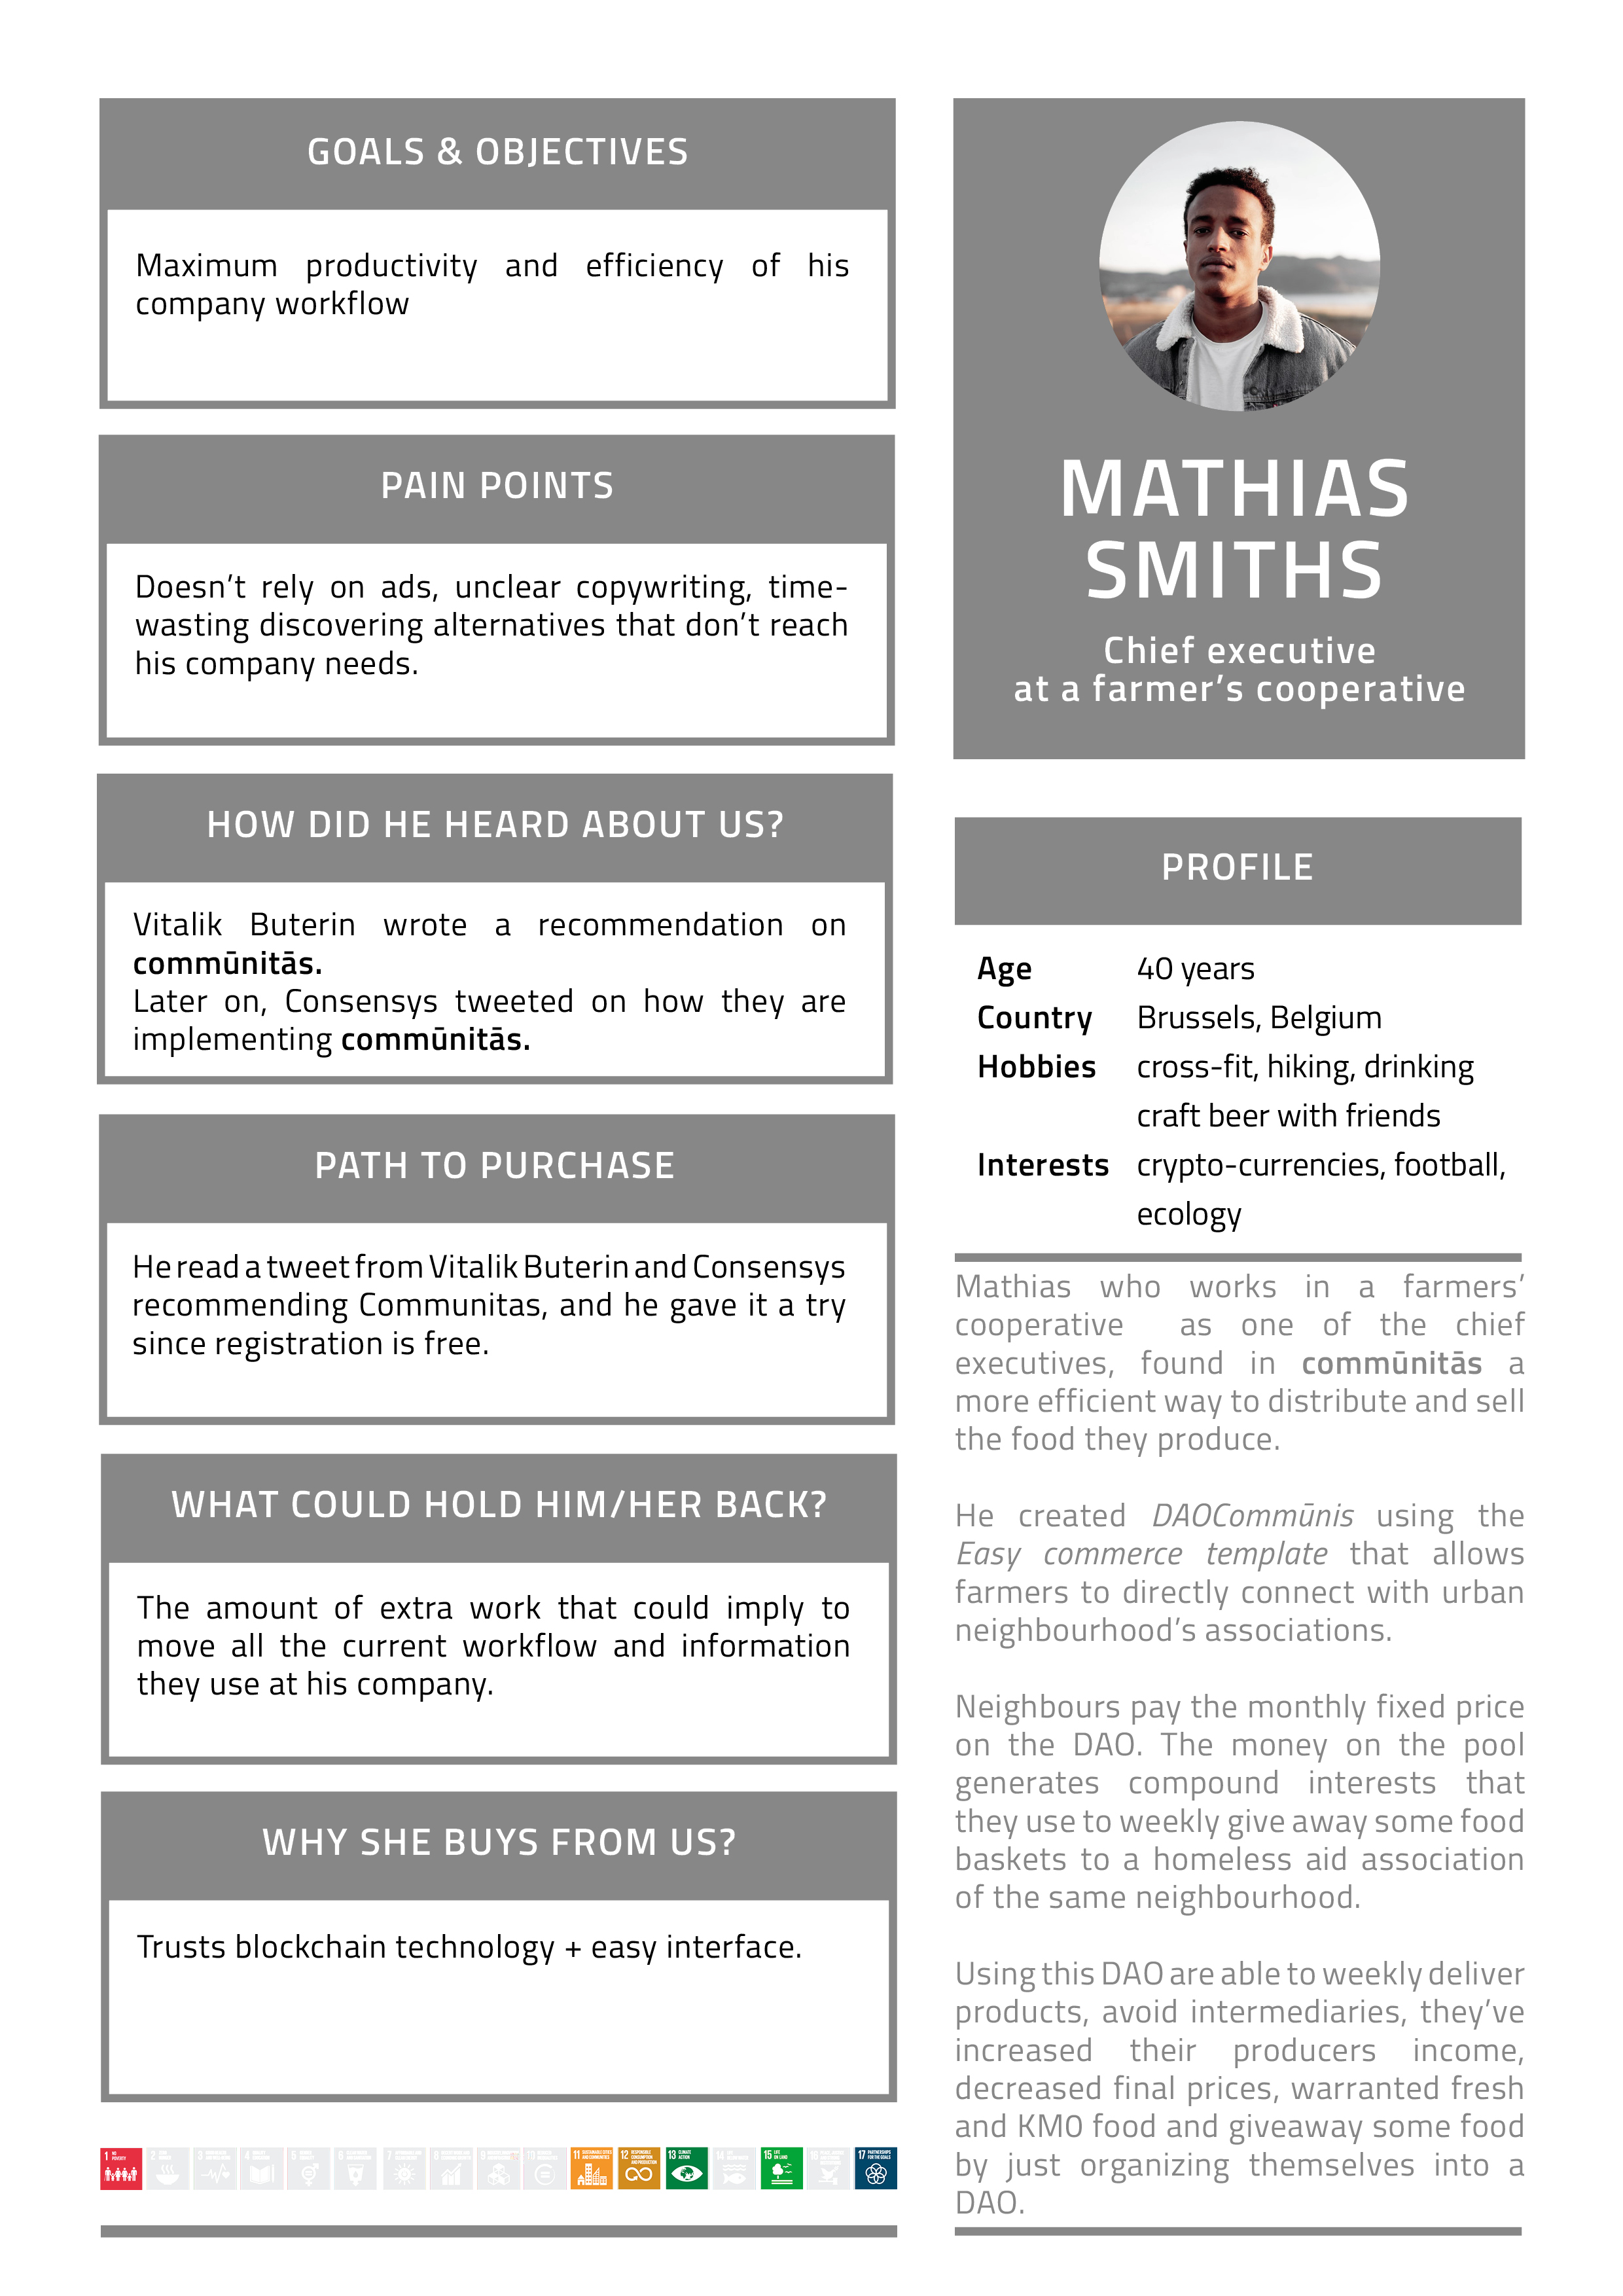 GOALS & OBJECTIVES
Maximum productivity and efficiency of his
company workflow
PAIN POINTS
Doesn’t rely on ads, unclear copywriting, time-
wasting discovering alternatives that don’t reach
his company needs.
HOW DID HE HEARD ABOUT US?
Vitalik Buterin wrote a recommendation on
commūnitās.
Later on, Consensys tweeted on how they are
implementing commūnitās.
PATH TO PURCHASE
He read a tweet from Vitalik Buterin and Consensys
recommending Communitas, and he gave it a try
since registration is free.
WHAT COULD HOLD HIM/HER BACK?
The amount of extra work that could imply to
move all the current workflow and information
they use at his company.
WHY SHE BUYS FROM US?
Trusts blockchain technology + easy interface.
1 NO
POVERTY
2
3
4
5
6
7
8
9
10
11 SUSTAINABLE CITIES
AND COMMUNITIES
12 RESPONSIBLE
CONSUMPTION
AND PRODUCTION
13 CLIMATE
ACTION
14
15 LIFE
ON LAND
16
17 PARTNERSHIPS
FOR THE GOALS
MATHIAS
SMITHS
Chief executive
at a farmer’s cooperative
PROFILE
Age 40 years
Country Brussels, Belgium
Hobbies cross-fit, hiking, drinking
craft beer with friends
Interests crypto-currencies, football,
ecology
Mathias who works in a farmers’
cooperative as one of the chief
executives, found in commūnitās a
more efficient way to distribute and sell
the food they produce.
He created DAOCommūnis using the
Easy commerce template that allows
farmers to directly connect with urban
neighbourhood’s associations.
Neighbours pay the monthly fixed price
on the DAO. The money on the pool
generates compound interests that
they use to weekly give away some food
baskets to a homeless aid association
of the same neighbourhood.
Using this DAO are able to weekly deliver
products, avoid intermediaries, they’ve
increased their producers income,
decreased final prices, warranted fresh
and KM0 food and giveaway some food
by just organizing themselves into a
DAO.